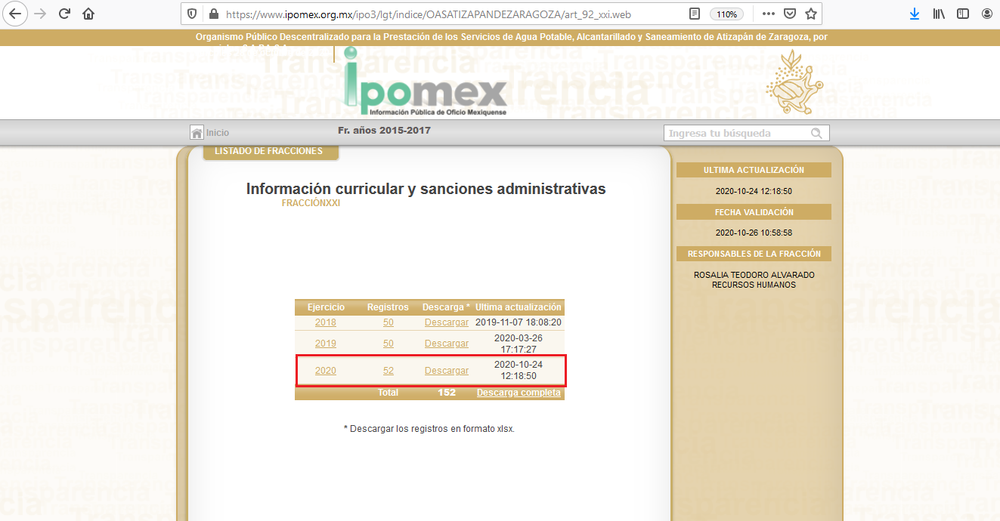 https://www.ipomex.org.mx/ipo3/lgt/indice/OASATIZAPANDEZARAGOZA/art_92_xxi.web
110%
Organismo Público Descentralizado para la Prestación de los Servicios de Agua Potable, Alcantarillado y Saneamiento de Atizapán de Zaragoza, por
ipomex
Información Pública de Oficio Mexiquense
Inicio
Fr. años 2015-2017
Ingresa tu búsqueda
LISTADO DE FRACCIONES
Información curricular y sanciones administrativas
FRACCIÓNXXI
Ejercicio Registros Descarga * Ultima actualización
2018 50 Descargar 2019-11-07 18:08:20
2019 50 Descargar 2020-03-26
17:17:27
2020 52 Descargar 2020-10-24
12:18:50
Total 152 Descarga completa
* Descargar los registros en formato xlsx.
ULTIMA ACTUALIZACIÓN
2020-10-24 12:18:50
FECHA VALIDACIÓN
2020-10-26 10:58:58
RESPONSABLES DE LA FRACCIÓN
ROSALIA TEODORO ALVARADO
RECURSOS HUMANOS